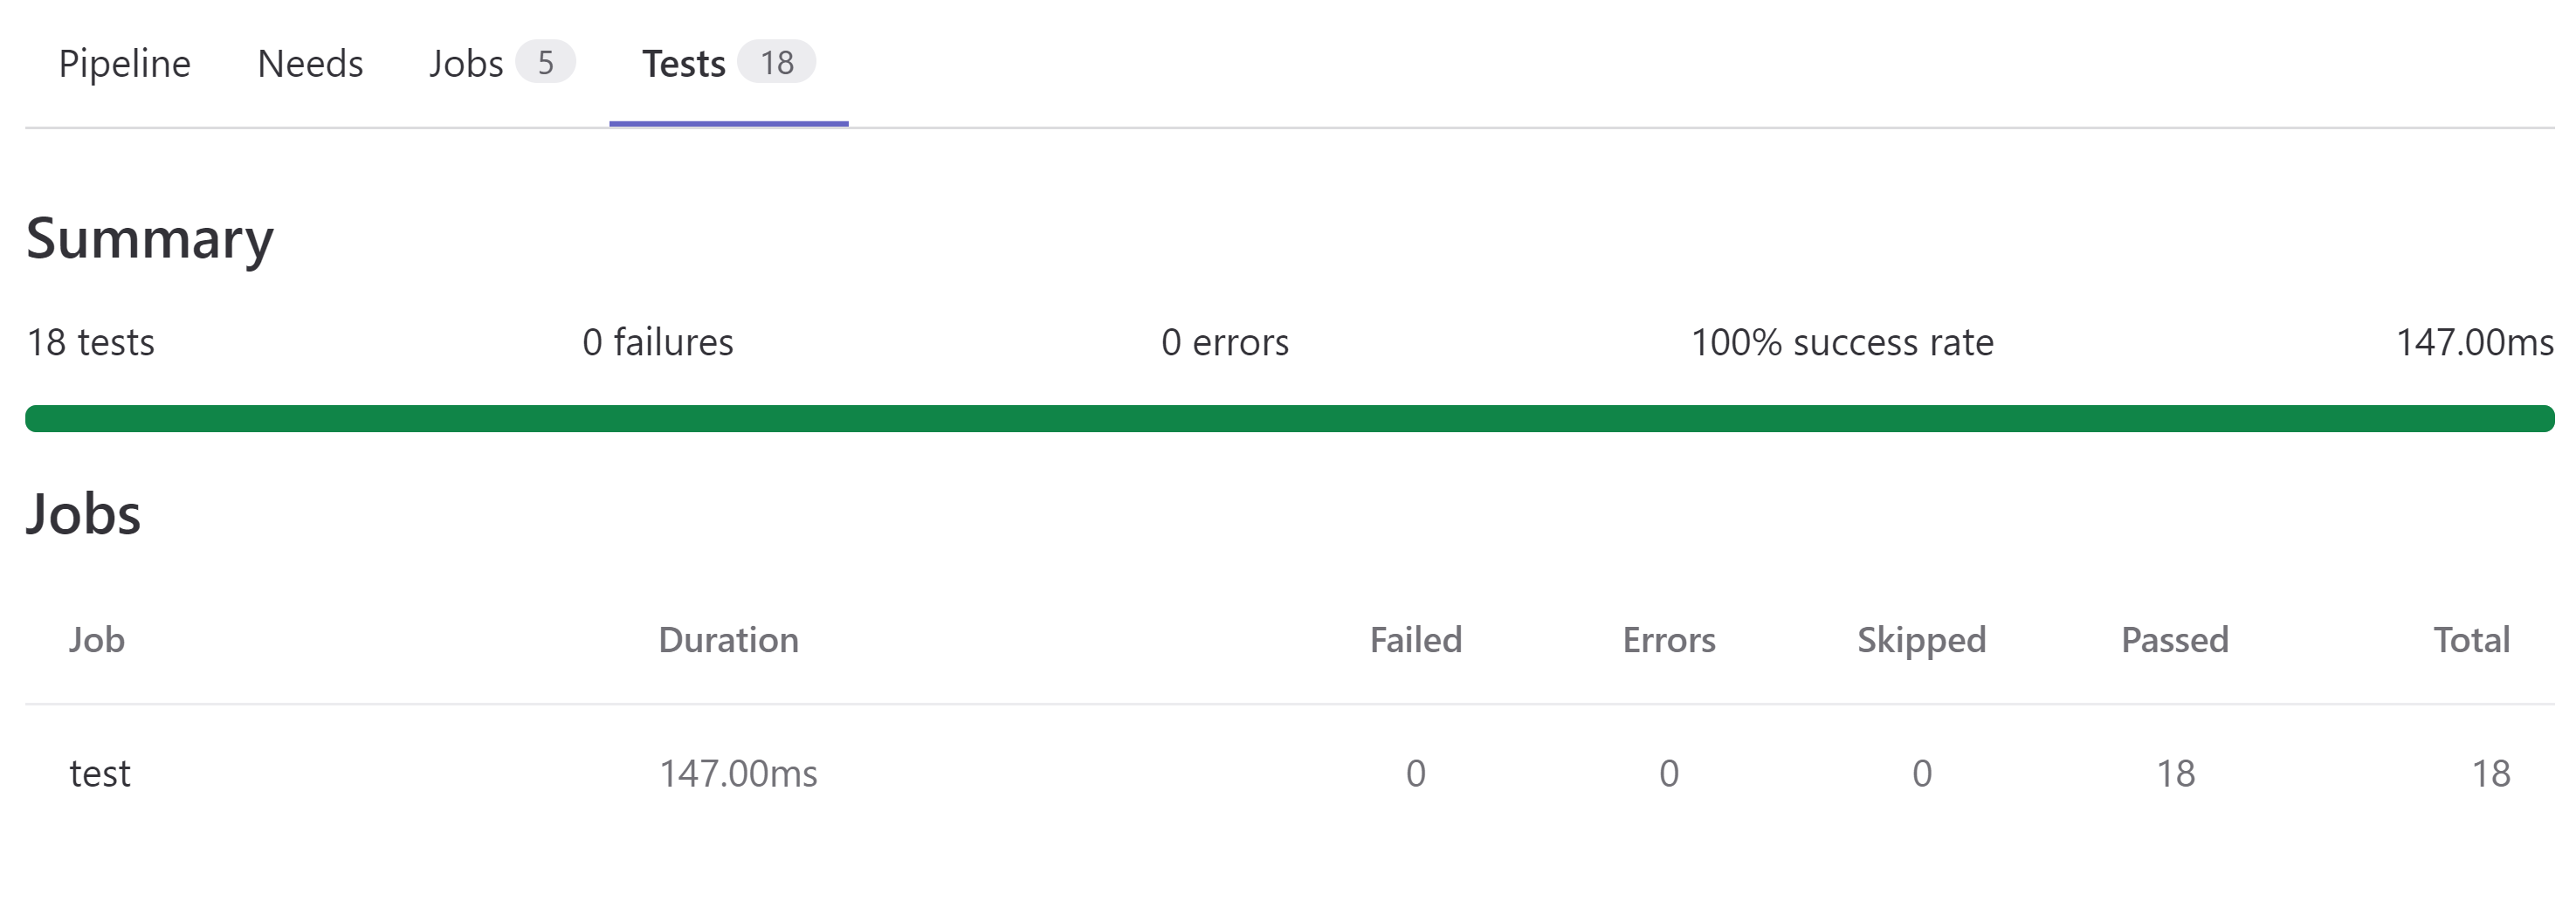 Pipeline Needs Jobs 5 Tests 18
Summary
18 tests 0 failures 0 errors 100% success rate 147.00ms
Jobs
Job Duration Failed Errors Skipped Passed Total
test 147.00ms 0 0 0 18 18